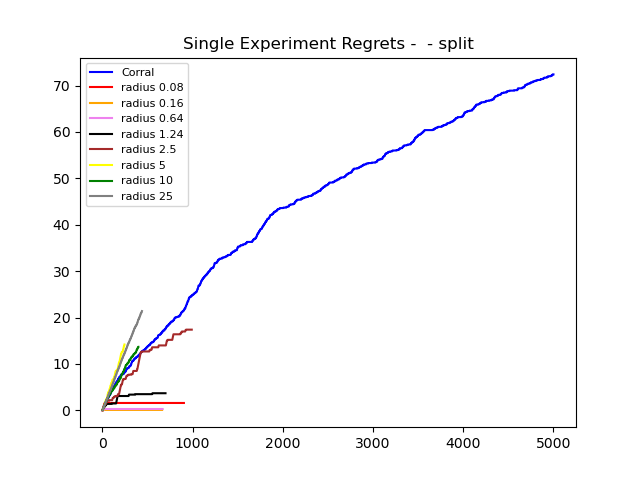 Single Experiment Regrets -  - split
Corral
radius 0.08
radius 0.16
radius 0.64
radius 1.24
radius 2.5
radius 5
radius 10
radius 25
70
60
50
40
30
20
10
0
0 1000 2000 3000 4000 5000